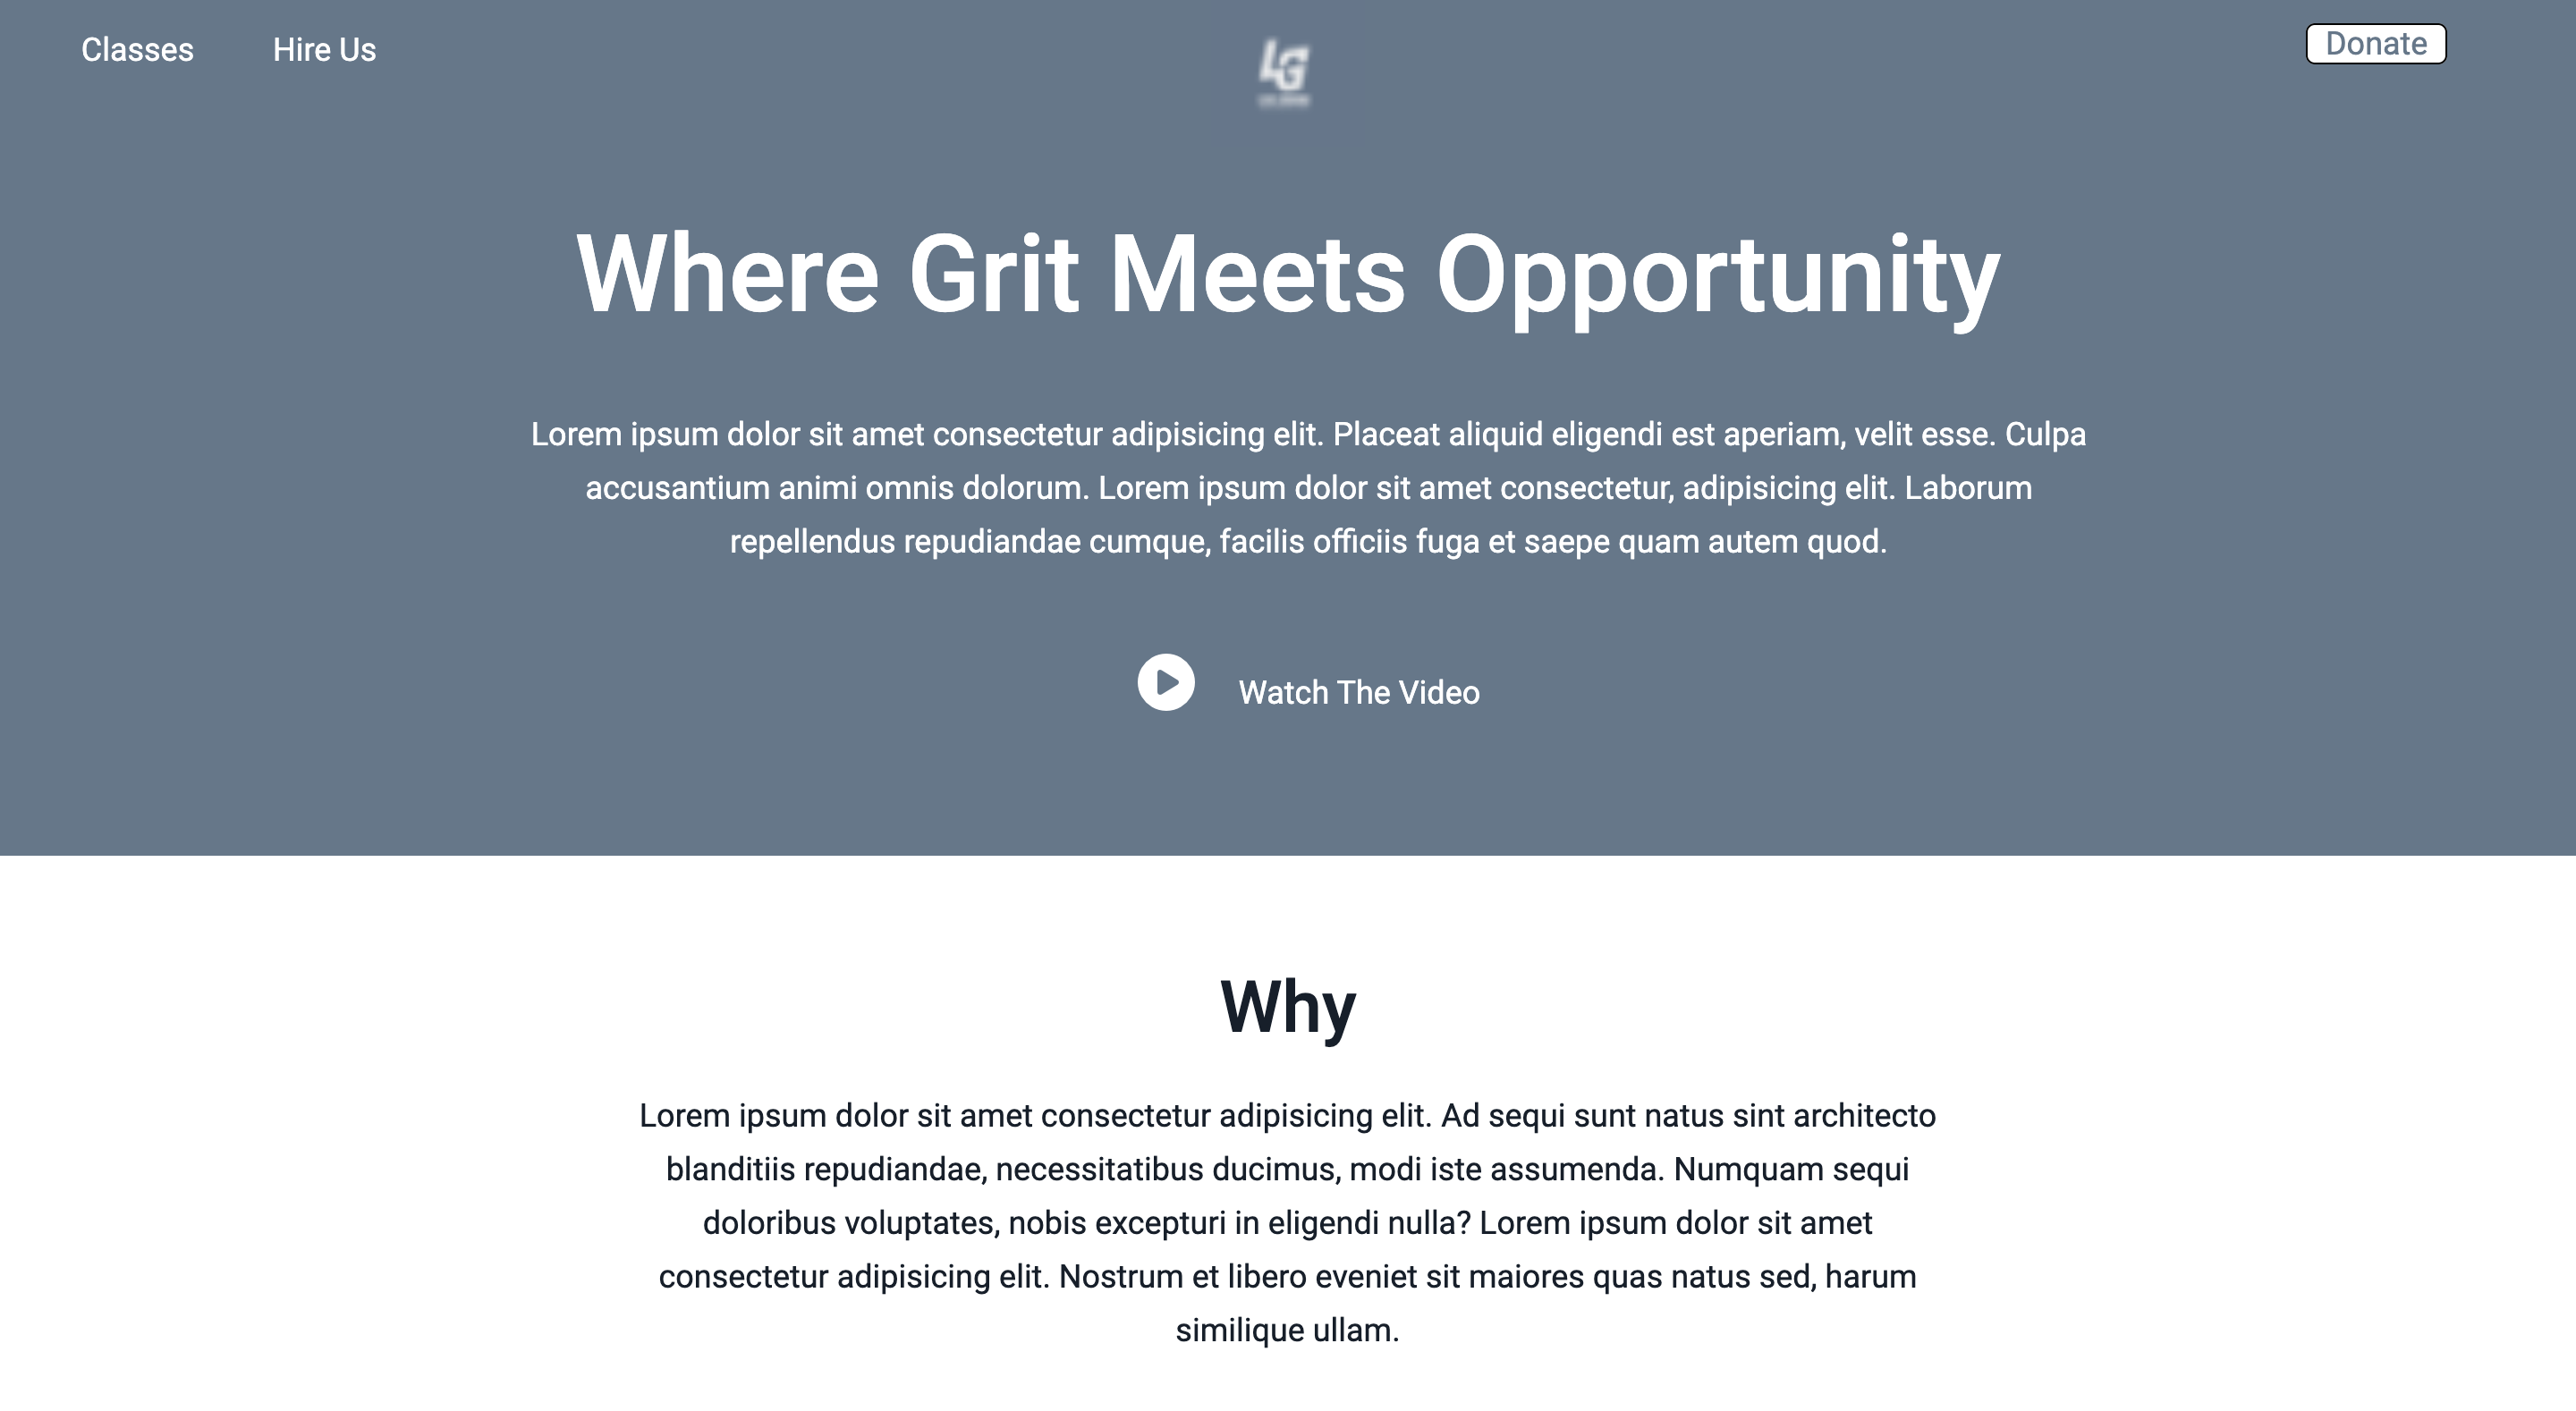 Classes
Hire Us
LG
Donate
Where Grit Meets Opportunity
Lorem ipsum dolor sit amet consectetur adipisicing elit. Placeat aliquid eligendi est aperiam, velit esse. Culpa
accusantium animi omnis dolorum. Lorem ipsum dolor sit amet consectetur, adipisicing elit. Laborum
repellendus repudiandae cumque, facilis officiis fuga et saepe quam autem quod.
Watch The Video
Why
Lorem ipsum dolor sit amet consectetur adipisicing elit. Ad sequi sunt natus sint architecto
blanditiis repudiandae, necessitatibus ducimus, modi iste assumenda. Numquam sequi
doloribus voluptates, nobis excepturi in eligendi nulla? Lorem ipsum dolor sit amet
consectetur adipisicing elit. Nostrum et libero eveniet sit maiores quas natus sed, harum
similique ullam.